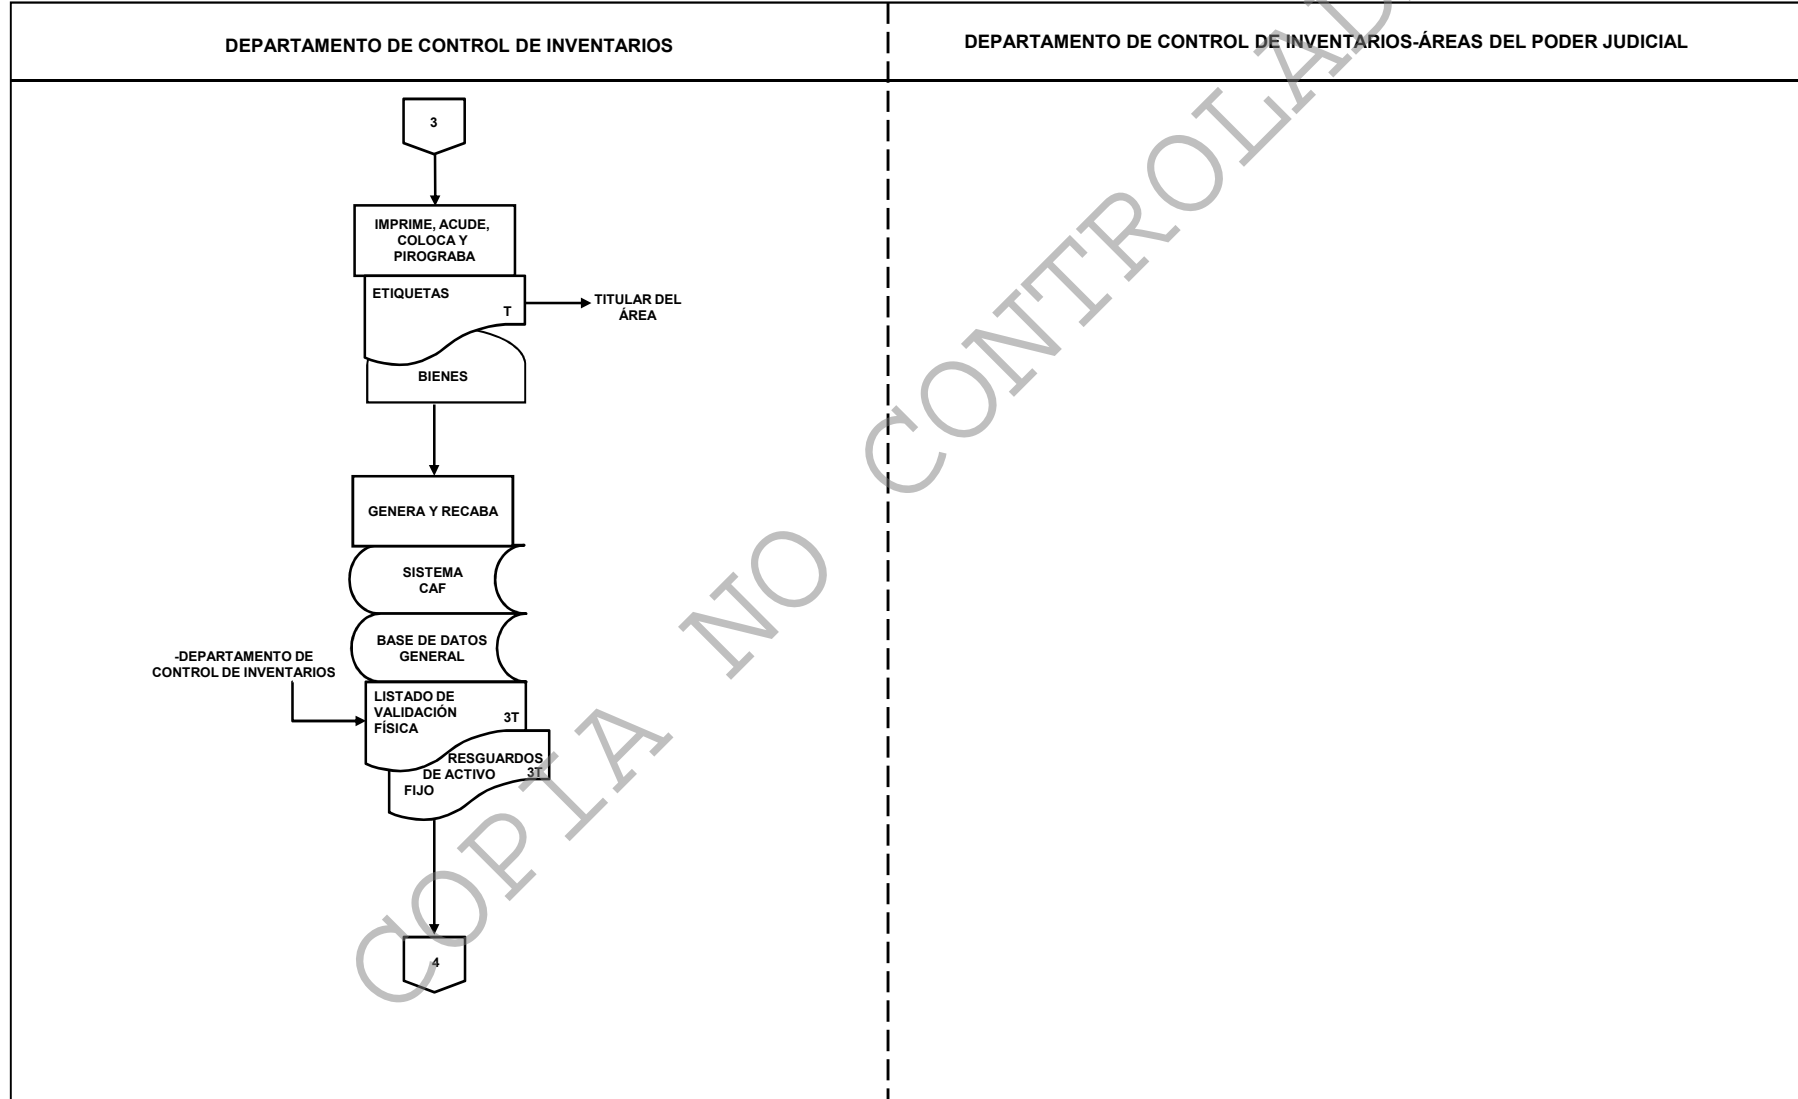 DEPARTAMENTO DE CONTROL DE INVENTARIOS
DEPARTAMENTO DE CONTROL DE INVENTARIOS-ÁREAS DEL PODER JUDICIAL
3
IMPRIME, ACUDE,
COLOCA Y
PIROGRABA
ETIQUETAS
T
TITULAR DEL
ÁREA
BIENES
GENERA Y RECABA
SISTEMA
CAF
BASE DE DATOS
GENERAL
-DEPARTAMENTO DE
CONTROL DE INVENTARIOS
LISTADO DE
VALIDACIÓN
FÍSICA
3T
RESGUARDOS
DE ACTIVO
3T
FIJO
4
COPIA NO CONTROLAD